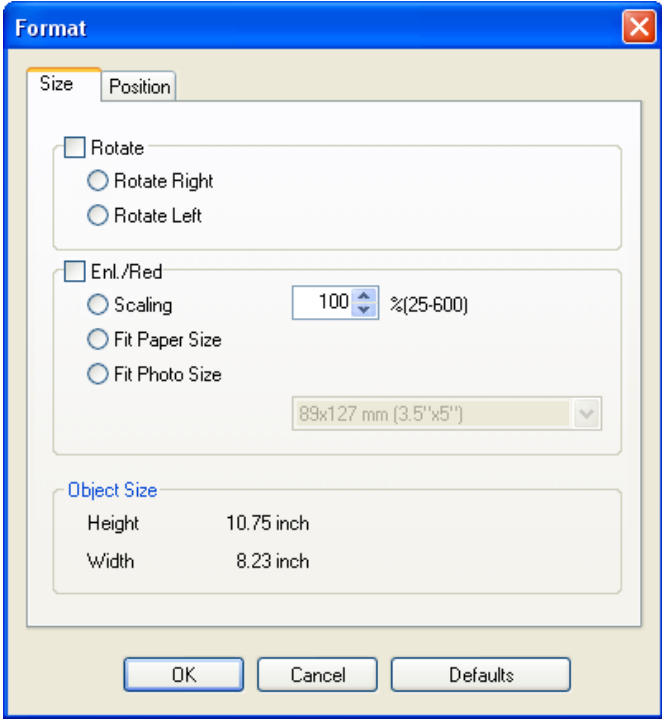 Format
Size Position
Rotate
Rotate Right
Rotate Left
Enl./Red
Scaling 100 %(25-600)
Fit Paper Size
Fit Photo Size
89x127 mm (3.5"x5")
Object Size
Height 10.75 inch
Width 8.23 inch
OK Cancel Defaults